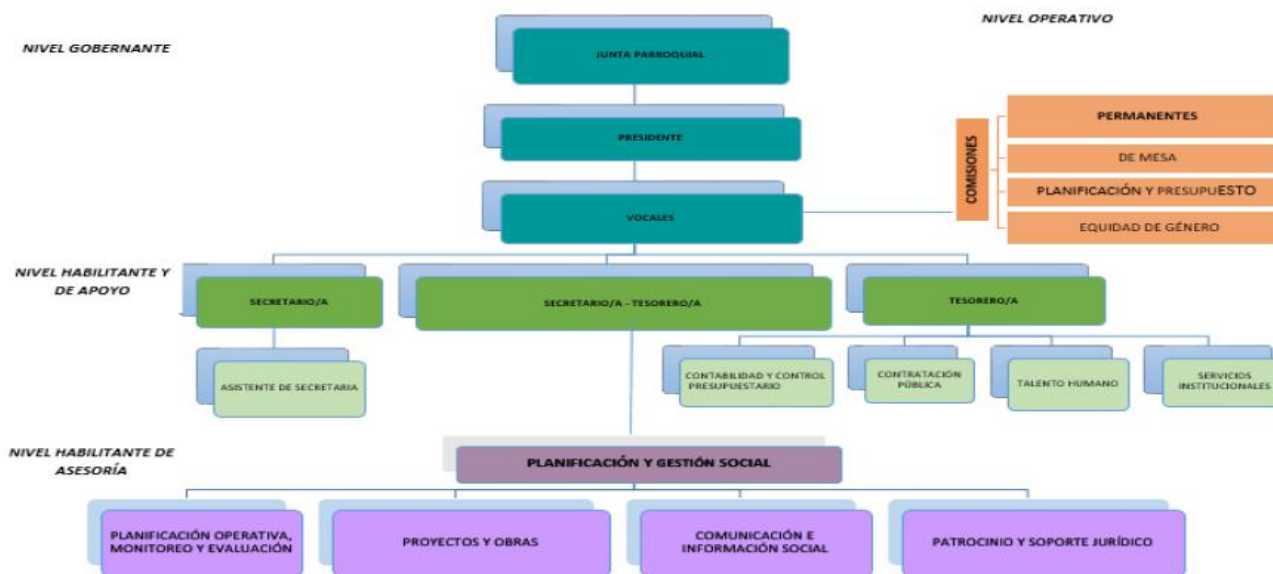 NIVEL OPERATIVO
NIVEL GOBERNANTE
JUNTA PARROQUIAL
PRESIDENTE
VOCALES
COMISIONES
PERMANENTES
DE MESA
PLANIFICACIÓN Y PRESUPUESTO
EQUIDAD DE GÉNERO
NIVEL HABILITANTE Y
DE APOYO
SECRETARIO/A
SECRETARIO/A - TESORERO/A
TESORERO/A
ASISTENTE DE SECRETARIA
CONTABILIDAD Y CONTROL
PRESUPUESTARIO
CONTRATACIÓN
PÚBLICA
TALENTO HUMANO
SERVICIOS
INSTITUCIONALES
NIVEL HABILITANTE DE
ASESORÍA
PLANIFICACIÓN Y GESTIÓN SOCIAL
PLANIFICACIÓN OPERATIVA,
MONITOREO Y EVALUACIÓN
PROYECTOS Y OBRAS
COMUNICACIÓN E
INFORMACIÓN SOCIAL
PATROCINIO Y SOPORTE JURÍDICO